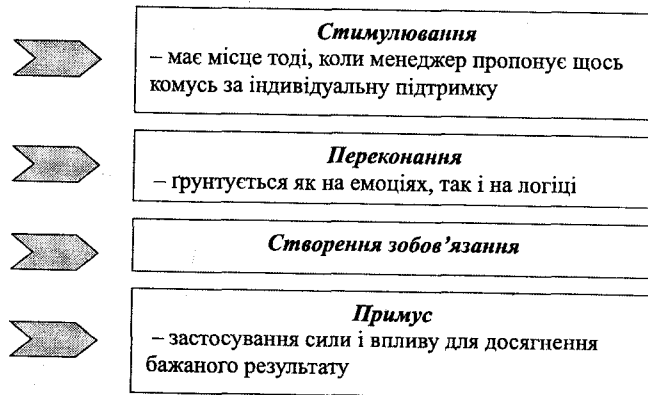 Стимулювання
– має місце тоді, коли менеджер пропонує щось
комусь за індивідуальну підтримку
Переконання
– ґрунтується як на емоціях, так і на логіці
Створення зобов’язання
Примус
– застосування сили і впливу для досягнення
бажаного результату